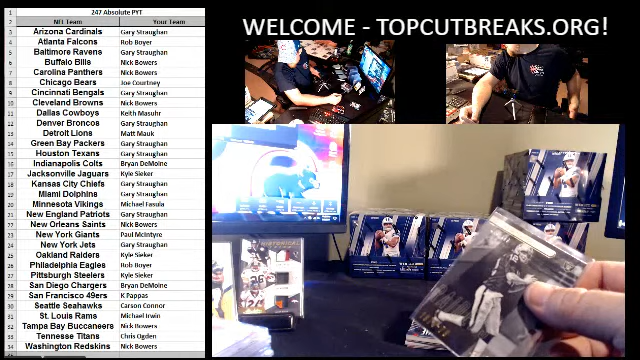 247 Absolute PYT
NFL Team Your Team
Arizona Cardinals Gary Straughan
Atlanta Falcons Rob Boyer
Baltimore Ravens Gary Straughan
Buffalo Bills Nick Bowers
Carolina Panthers Nick Bowers
Chicago Bears Joe Courtney
Cincinnati Bengals Gary Straughan
Cleveland Browns Nick Bowers
Dallas Cowboys Keith Masuhr
Denver Broncos Gary Straughan
Detroit Lions Matt Mauk
Green Bay Packers Gary Straughan
Houston Texans Gary Straughan
Indianapolis Colts Bryan DeMoine
Jacksonville Jaguars Kyle Sieker
Kansas City Chiefs Gary Straughan
Miami Dolphins Gary Straughan
Minnesota Vikings Michael Fasula
New England Patriots Gary Straughan
New Orleans Saints Nick Bowers
New York Giants Paul McIntyre
New York Jets Gary Straughan
Oakland Raiders Kyle Sieker
Philadelphia Eagles Rob Boyer
Pittsburgh Steelers Kyle Sieker
San Diego Chargers Bryan DeMoine
San Francisco 49ers K Pappas
Seattle Seahawks Carson Connor
St. Louis Rams Michael Irwin
Tampa Bay Buccaneers Nick Bowers
Tennesse Titans Chris Ogden
Washington Redskins Nick Bowers
WELCOME - TOPCUTBREAKS.ORG!